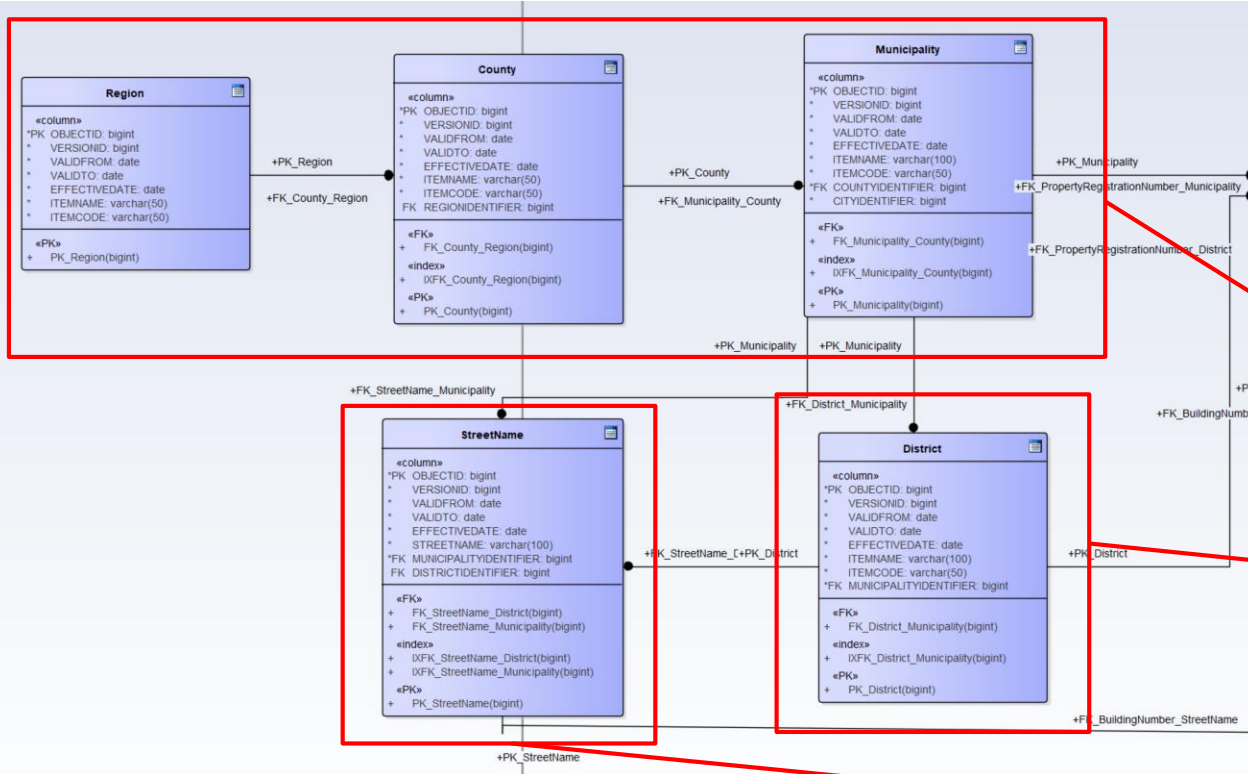 Region
«column»
*PK OBJECTID: bigint
* VERSIONID: bigint
* VALIDFROM: date
* VALIDTO: date
* EFFECTIVEDATE: date
* ITEMNAME: varchar(50)
* ITEMCODE: varchar(50)
«PK»
+ PK_Region(bigint)
+PK_Region
+FK_County_Region
County
«column»
*PK OBJECTID: bigint
* VERSIONID: bigint
* VALIDFROM: date
* VALIDTO: date
* EFFECTIVEDATE: date
* ITEMNAME: varchar(50)
* ITEMCODE: varchar(50)
FK REGIONIDENTIFIER: bigint
«FK»
+ FK_County_Region(bigint)
«index»
+ IXFK_County_Region(bigint)
«PK»
+ PK_County(bigint)
+PK_County
+FK_Municipality_County
Municipality
«column»
*PK OBJECTID: bigint
* VERSIONID: bigint
* VALIDFROM: date
* VALIDTO: date
* EFFECTIVEDATE: date
* ITEMNAME: varchar(100)
* ITEMCODE: varchar(50)
*FK COUNTYIDENTIFIER: bigint
* CITYIDENTIFIER: bigint
«FK»
+ FK_Municipality_County(bigint)
«index»
+ IXFK_Municipality_County(bigint)
«PK»
+ PK_Municipality(bigint)
+PK_Municipality
+FK_PropertyRegistrationNumber_Municipality
+FK_PropertyRegistrationNumber_District
+PK_Municipality
+PK_Municipality
+FK_StreetName_Municipality
+FK_District_Municipality
+P
+FK_BuildingNumb
StreetName
«column»
*PK OBJECTID: bigint
* VERSIONID: bigint
* VALIDFROM: date
* VALIDTO: date
* EFFECTIVEDATE: date
* STREETNAME: varchar(100)
*FK MUNICIPALITYIDENTIFIER: bigint
FK DISTRICTIDENTIFIER: bigint
«FK»
+ FK_StreetName_District(bigint)
+ FK_StreetName_Municipality(bigint)
«index»
+ IXFK_StreetName_District(bigint)
+ IXFK_StreetName_Municipality(bigint)
«PK»
+ PK_StreetName(bigint)
+FK_StreetName_D
+PK_District
District
«column»
*PK OBJECTID: bigint
* VERSIONID: bigint
* VALIDFROM: date
* VALIDTO: date
* EFFECTIVEDATE: date
* ITEMNAME: varchar(100)
* ITEMCODE: varchar(50)
*FK MUNICIPALITYIDENTIFIER: bigint
«FK»
+ FK_District_Municipality(bigint)
«index»
+ IXFK_District_Municipality(bigint)
«PK»
+ PK_District(bigint)
+PK_District
+FK_BuildingNumber_StreetName
+PK_StreetName